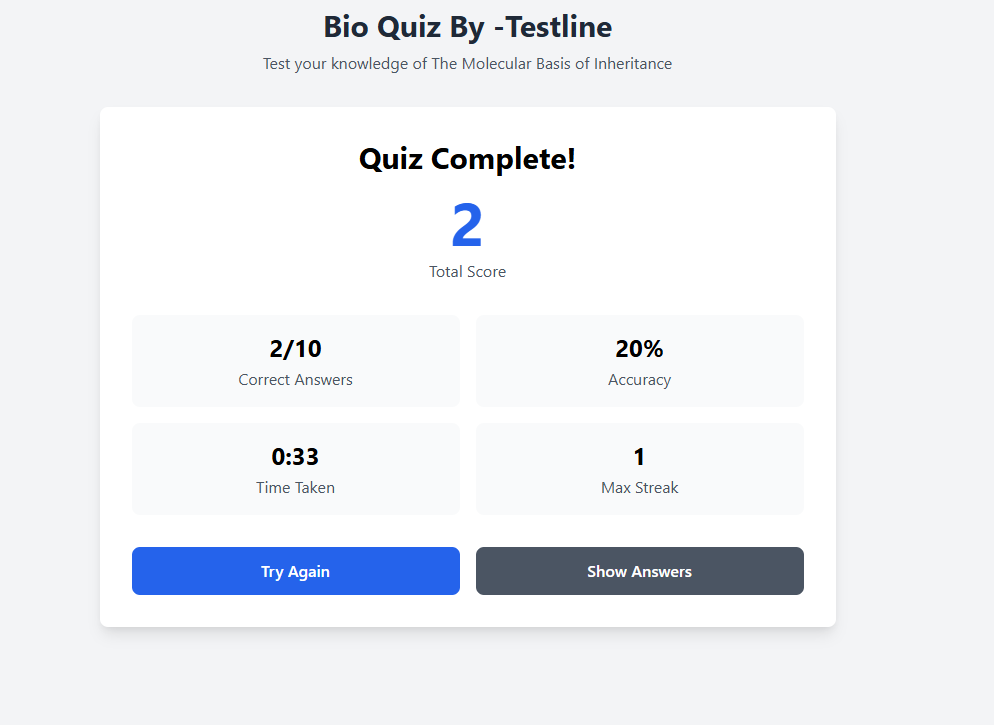 Bio Quiz By -Testline
Test your knowledge of The Molecular Basis of Inheritance
Quiz Complete!
2
Total Score
2/10
Correct Answers
20%
Accuracy
0:33
Time Taken
1
Max Streak
Try Again
Show Answers